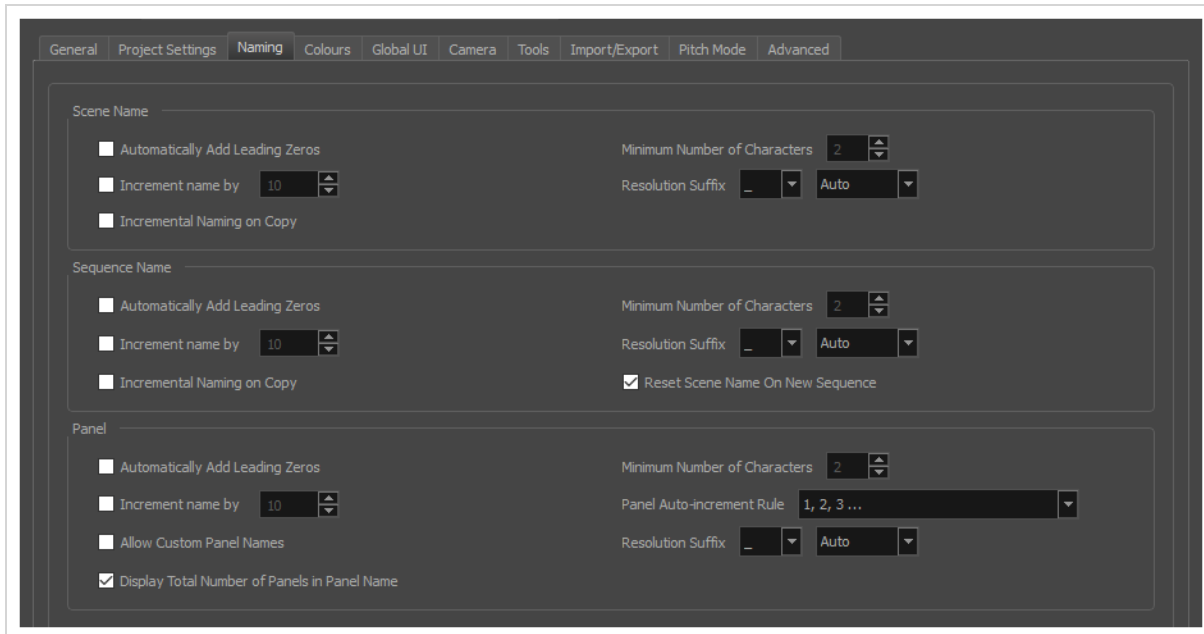 General Project Settings Naming Colours Global UI Camera Tools Import/Export Pitch Mode Advanced
Scene Name
Automatically Add Leading Zeros Minimum Number of Characters 2
Increment name by 10 Resolution Suffix _ Auto
Incremental Naming on Copy
Sequence Name
Automatically Add Leading Zeros Minimum Number of Characters 2
Increment name by 10 Resolution Suffix _ Auto
Incremental Naming on Copy Reset Scene Name On New Sequence
Panel
Automatically Add Leading Zeros Minimum Number of Characters 2
Increment name by 10 Panel Auto-increment Rule 1, 2, 3 ...
Allow Custom Panel Names Resolution Suffix _ Auto
Display Total Number of Panels in Panel Name